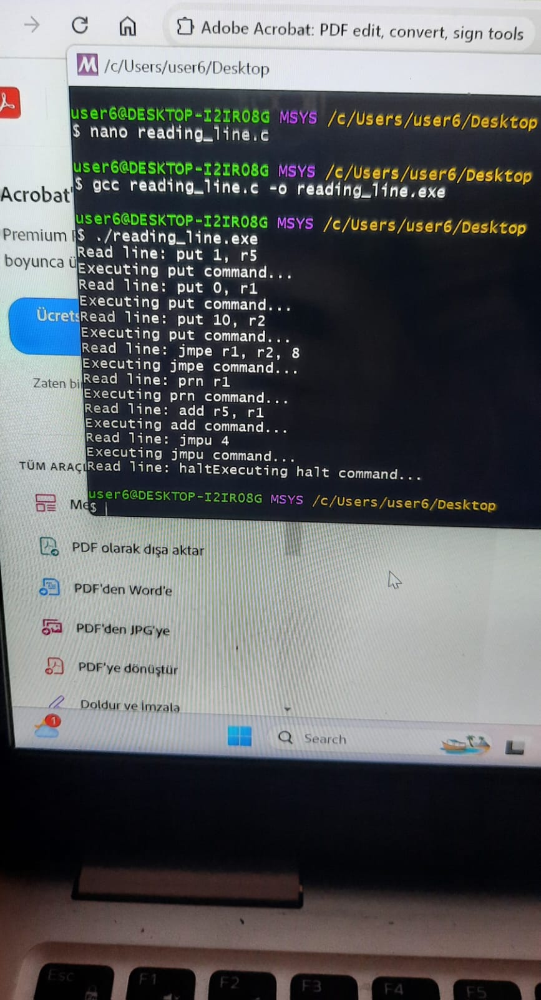 Adobe Acrobat: PDF edit, convert, sign tools
/c/Users/user6/Desktop
user6@DESKTOP-I2IRO8G MSYS /c/Users/user6/Desktop
$ nano reading_line.c
user6@DESKTOP-I2IRO8G MSYS /c/Users/user6/Desktop
$ gcc reading_line.c -o reading_line.exe
user6@DESKTOP-I2IRO8G MSYS /c/Users/user6/Desktop
$ ./reading_line.exe
Read line: put 1, r5
Executing put command...
Read line: put 0, r1
Executing put command...
Read line: put 10, r2
Executing put command...
Read line: jmpe r1, r2, 8
Executing jmpe command...
Read line: prn r1
Executing prn command...
Read line: add r5, r1
Executing add command...
Read line: jmpu 4
Executing jmpu command...
Read line: haltExecuting halt command...
user6@DESKTOP-I2IRO8G MSYS /c/Users/user6/Desktop
$
Acrobat'
Premium
boyunca ü
Ücrets
Zaten bi
TÜM ARAÇL
Me
PDF olarak dışa aktar
PDF'den Word'e
PDF'den JPG'ye
PDF'ye dönüştür
Doldur ve İmzala
1
Search
Esc
F1
F2
F3
F4
F5